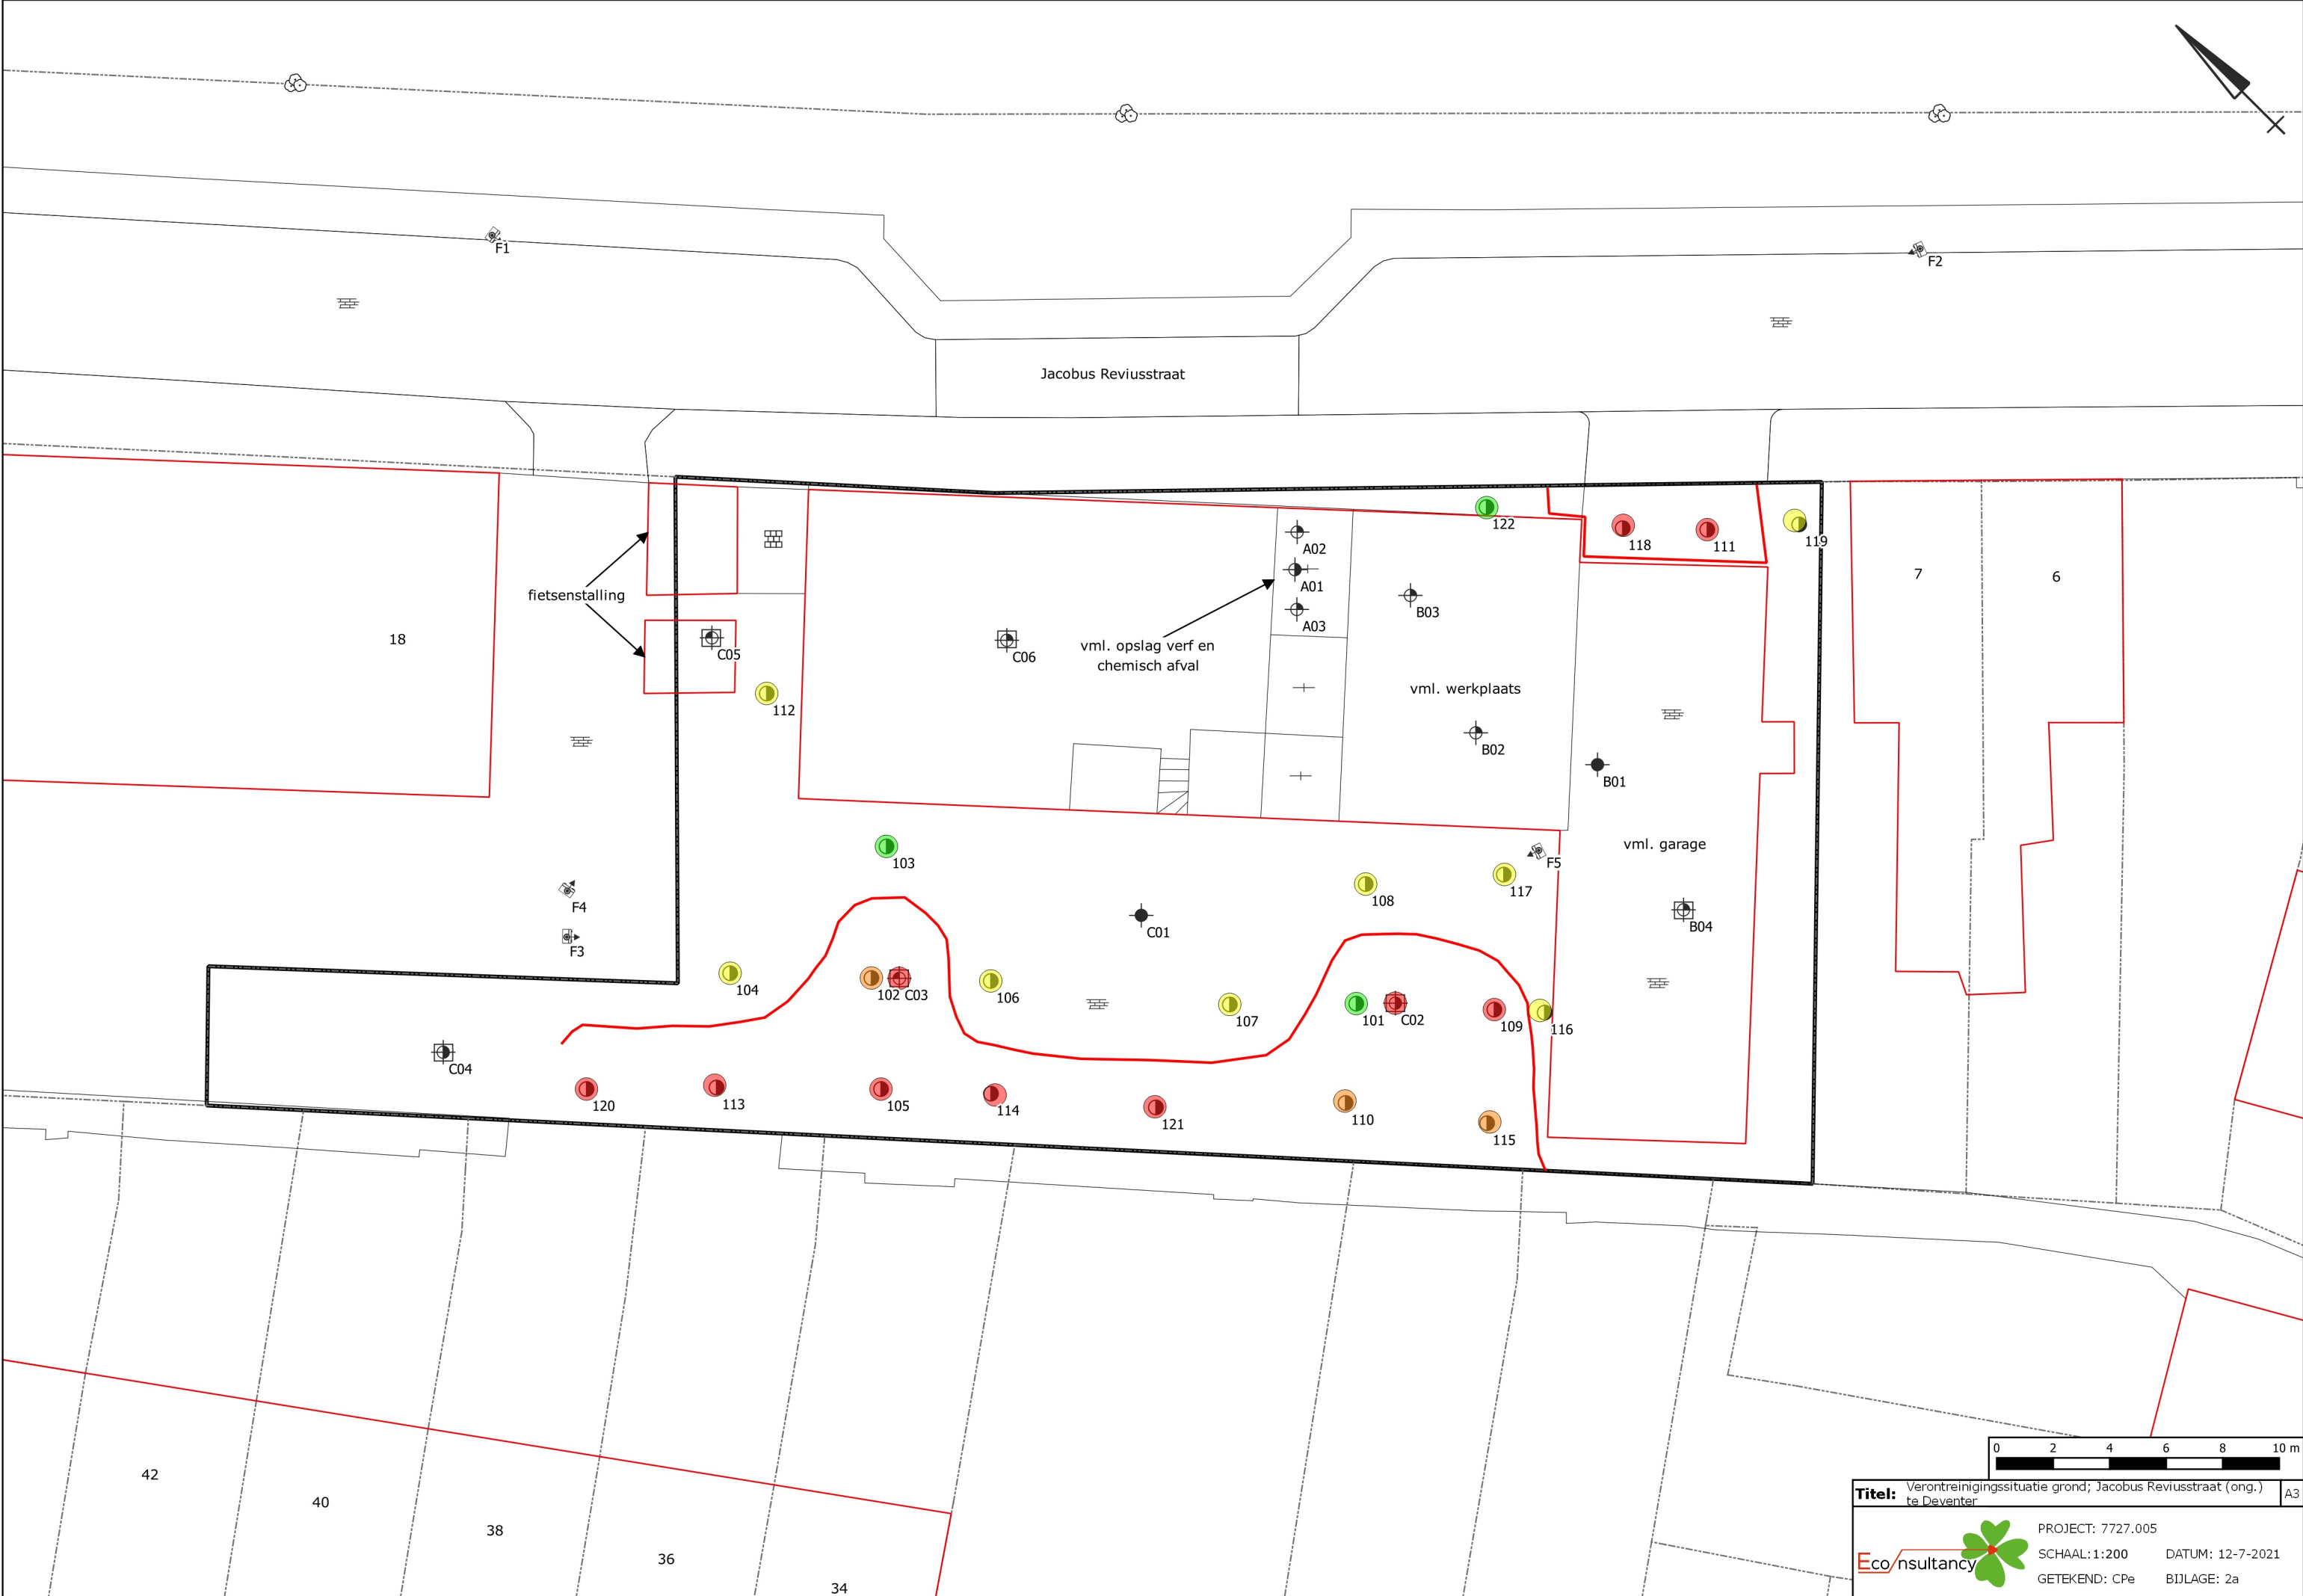 F1
F2
Jacobus Reviusstraat
122
118
111
119
A02
A01
A03
B03
7
6
fietsenstalling
18
C05
C06
vml. opslag verf en
chemisch afval
112
vml. werkplaats
B02
B01
vml. garage
103
F5
117
108
F4
C01
B04
F3
104
102
C03
106
107
101
C02
109
116
C04
120
113
105
114
121
110
115
42
40
38
36
34
0 2 4 6 8 10 m
Titel: Verontreinigingssituatie grond; Jacobus Reviusstraat (ong.)
te Deventer
A3
Eco/nsultancy
PROJECT: 7727.005
SCHAAL:1:200 DATUM: 12-7-2021
GETEKEND: CPe BIJLAGE: 2a